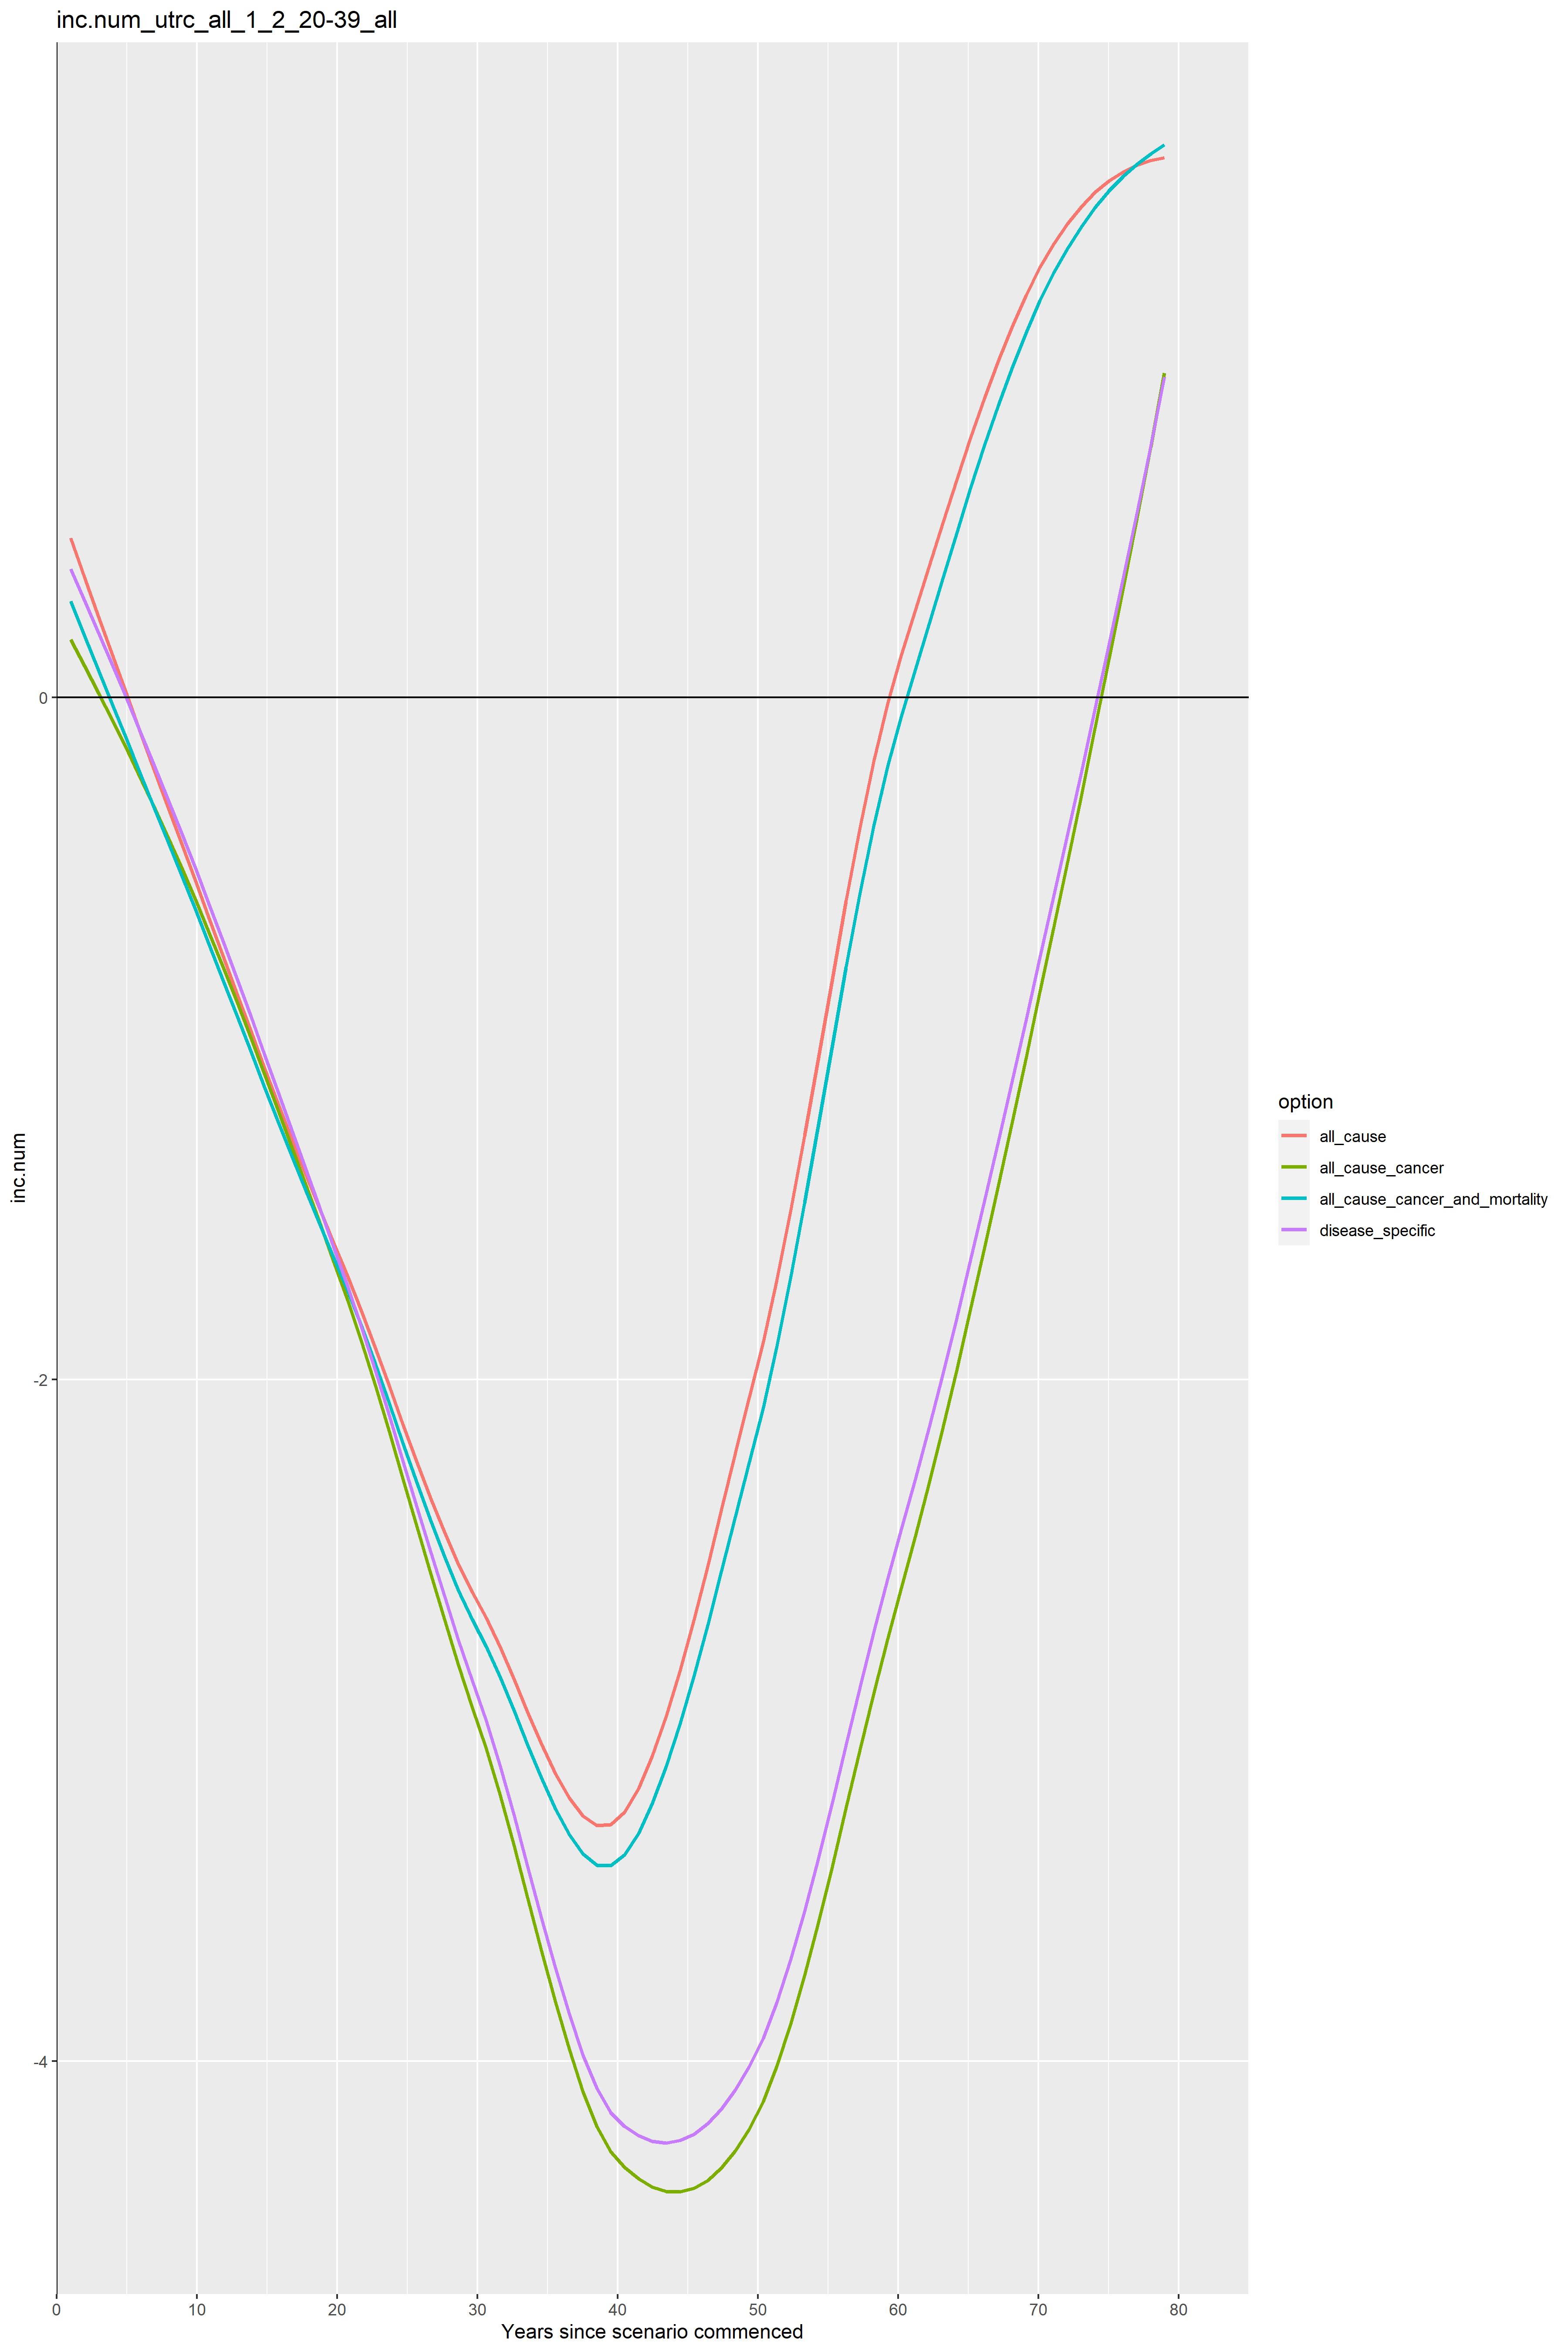 inc.num_utrc_all_1_2_20-39_all
inc.num
0
-2
-4
0 10 20 30 40 50 60 70 80
Years since scenario commenced
option
all_cause
all_cause_cancer
all_cause_cancer_and_mortality
disease_specific